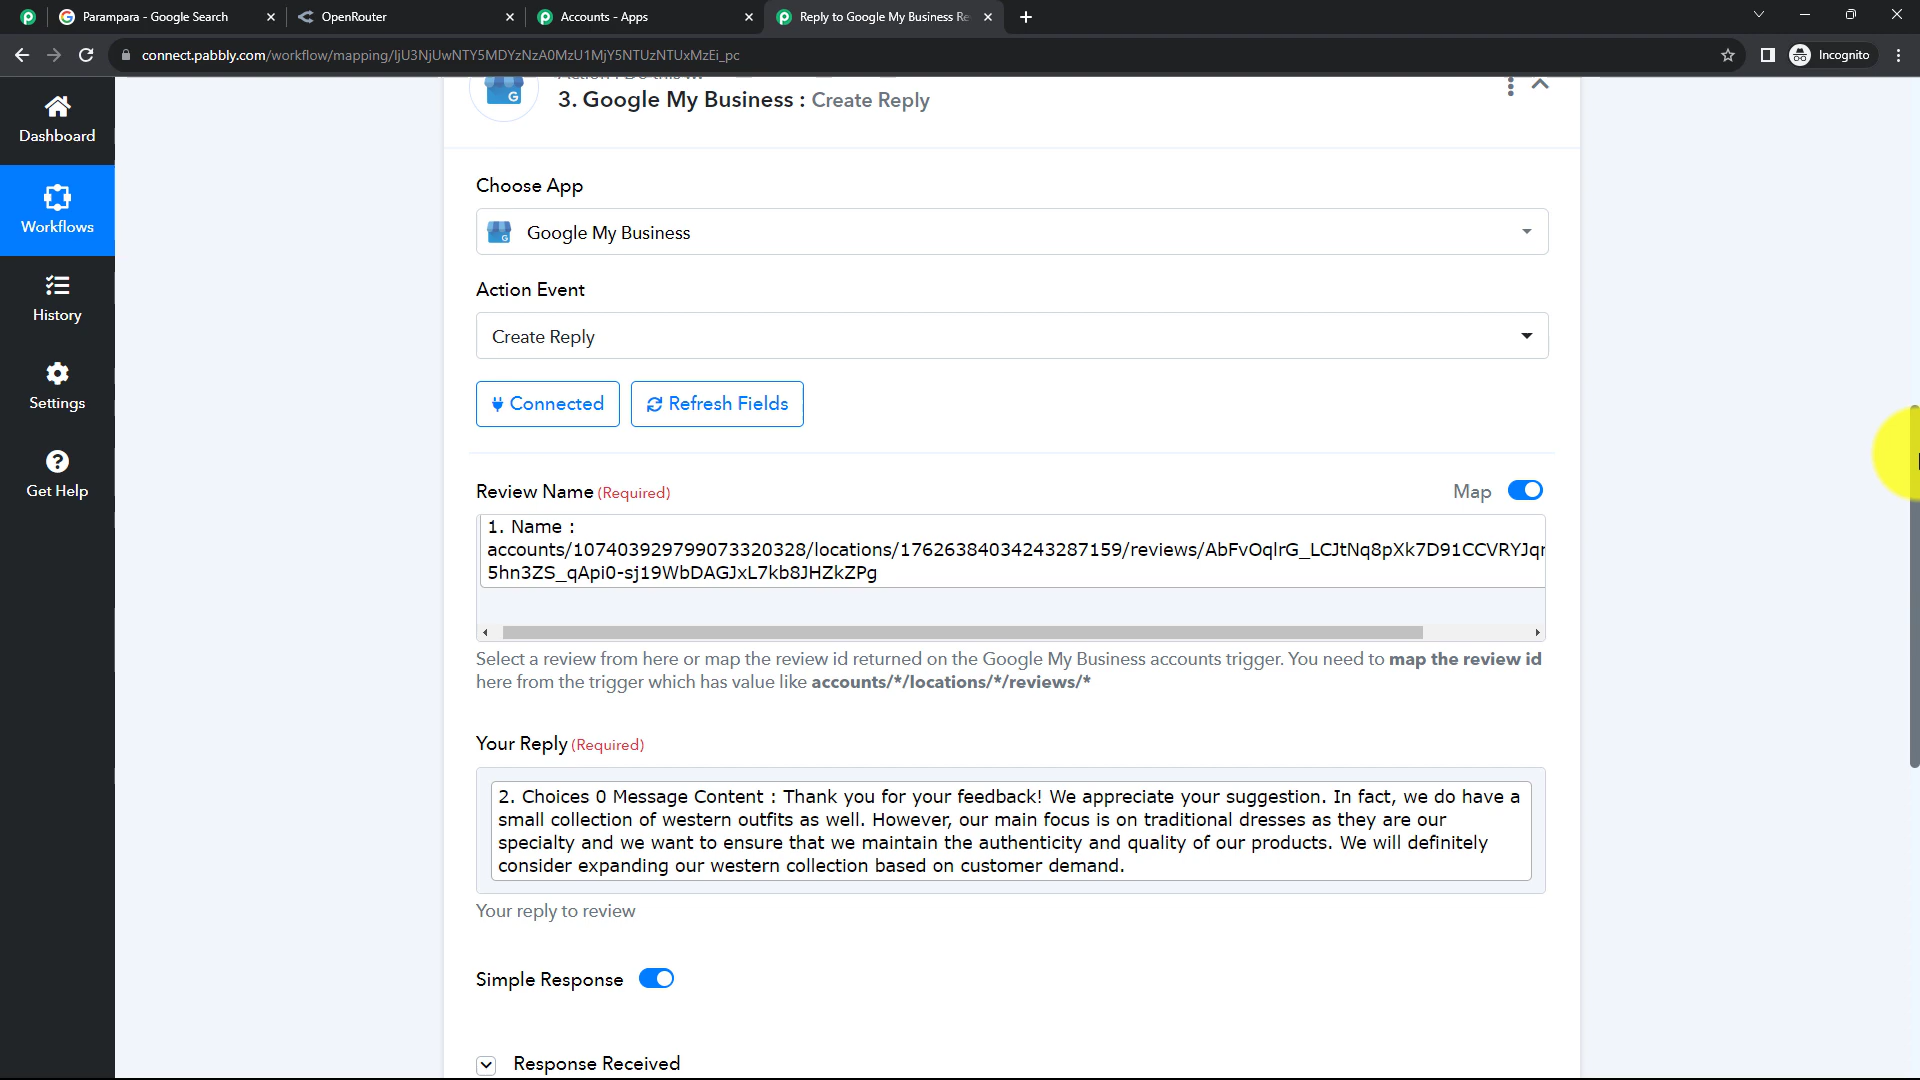 Parampara - Google Search
OpenRouter
Accounts - Apps
Reply to Google My Business Re
connect.pabbly.com/workflow/mapping/IjU3NjUwNTY5MDYzNzA0MzU1MjY5NTUzNTUxMzEi_pc
Incognito
Dashboard
Workflows
History
Settings
Get Help
3. Google My Business : Create Reply
Choose App
Google My Business
Action Event
Create Reply
Connected
Refresh Fields
Review Name (Required)
Map
1. Name :
accounts/107403929799073320328/locations/17626384034243287159/reviews/AbFvOqlrG_LCJtNq8pXk7D91CCVRYJqr
5hn3ZS_qApi0-sj19WbDAGJxL7kb8JHZkZPg
Select a review from here or map the review id returned on the Google My Business accounts trigger. You need to map the review id
here from the trigger which has value like accounts/*/locations/*/reviews/*
Your Reply (Required)
2. Choices 0 Message Content : Thank you for your feedback! We appreciate your suggestion. In fact, we do have a
small collection of western outfits as well. However, our main focus is on traditional dresses as they are our
specialty and we want to ensure that we maintain the authenticity and quality of our products. We will definitely
consider expanding our western collection based on customer demand.
Your reply to review
Simple Response
Response Received